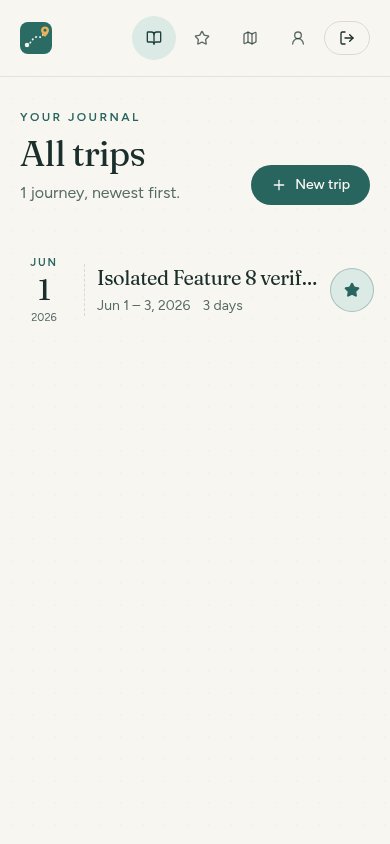 YOUR JOURNAL
All trips
1 journey, newest first.
New trip
JUN
1
2026
Isolated Feature 8 verif...
Jun 1 – 3, 2026 3 days